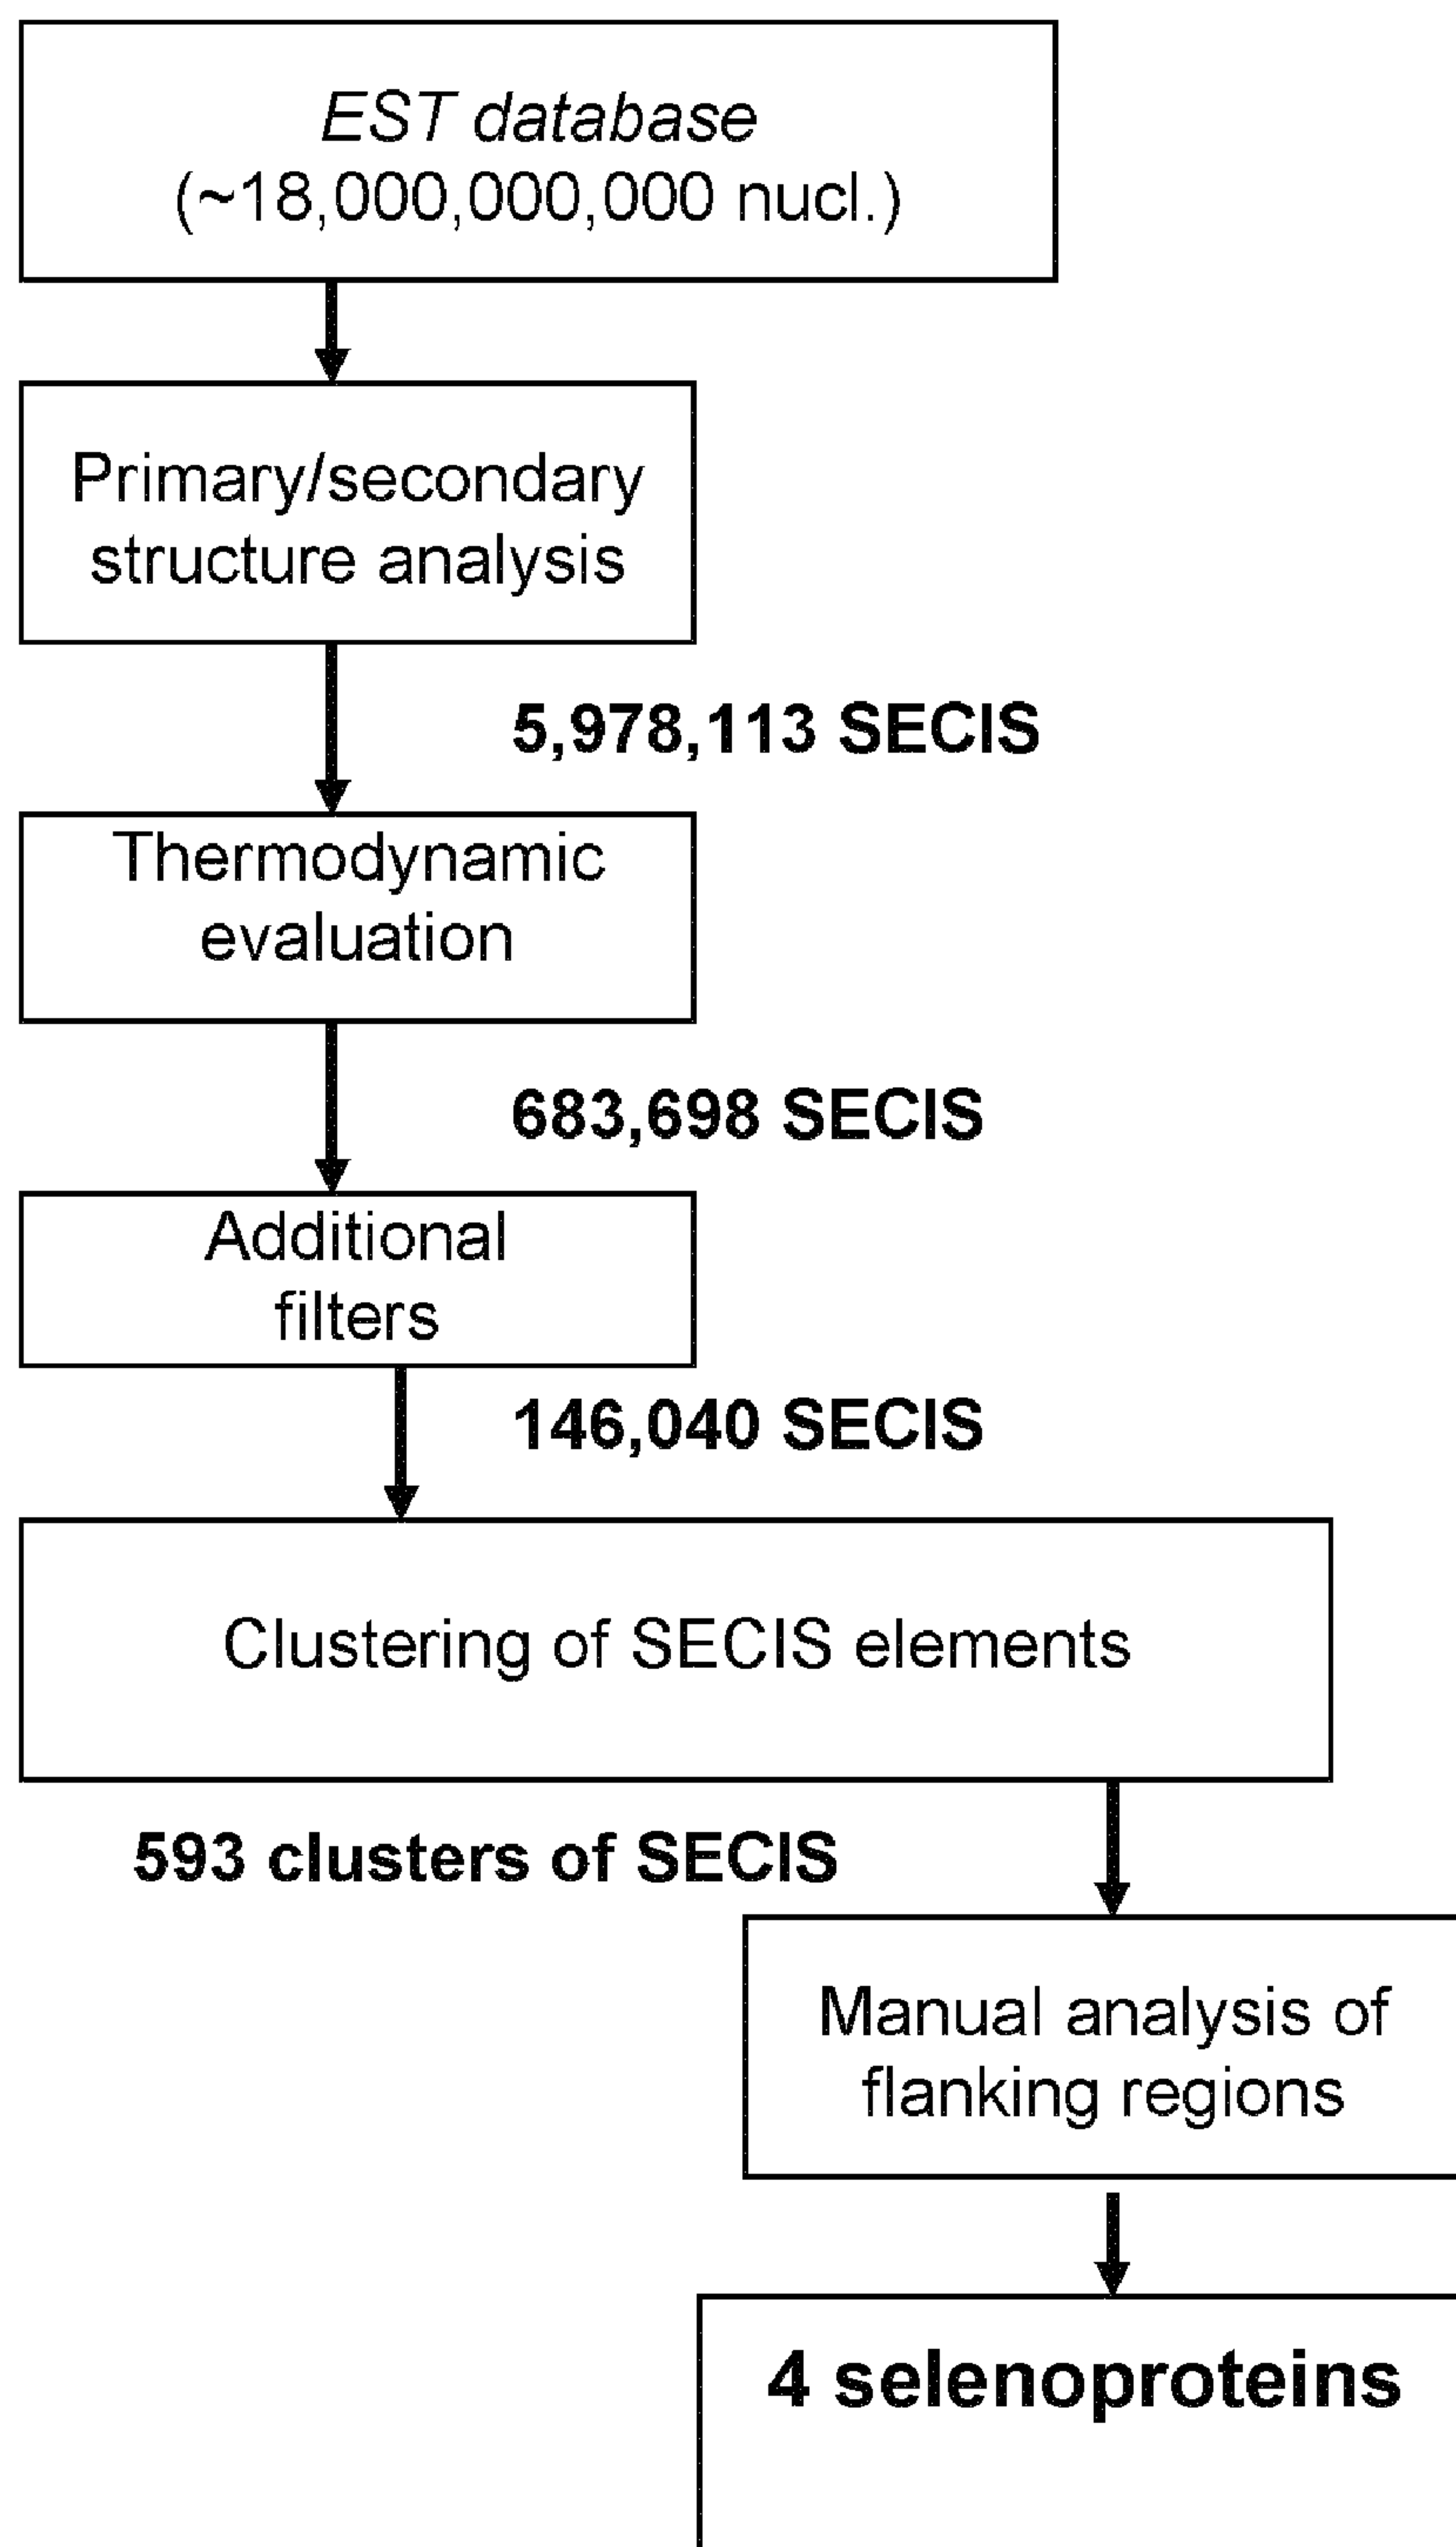 EST database
(~18,000,000,000 nucl.)
Primary/secondary
structure analysis
5,978,113 SECIS
Thermodynamic
evaluation
683,698 SECIS
Additional
filters
146,040 SECIS
Clustering of SECIS elements
593 clusters of SECIS
Manual analysis of
flanking regions
4 selenoproteins